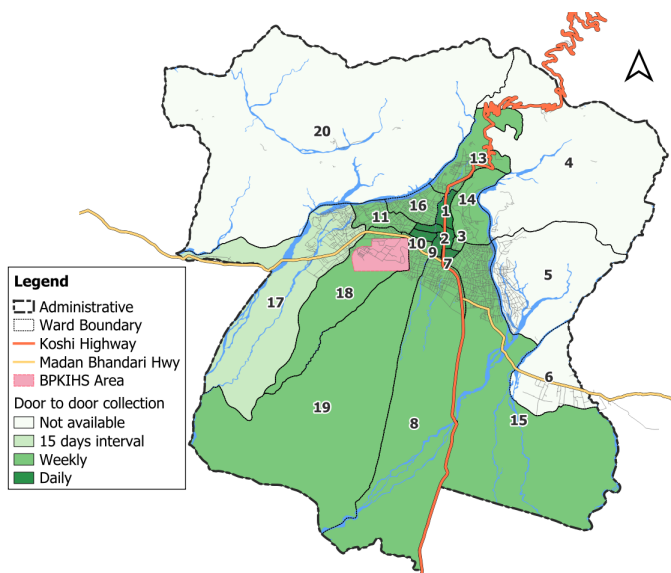 20
4
13
14
16
1
11
2
3
10
9
7
5
17
18
6
19
8
15
Legend
Administrative
Ward Boundary
Koshi Highway
Madan Bhandari Hwy
BPKIHS Area
Door to door collection
Not available
15 days interval
Weekly
Daily